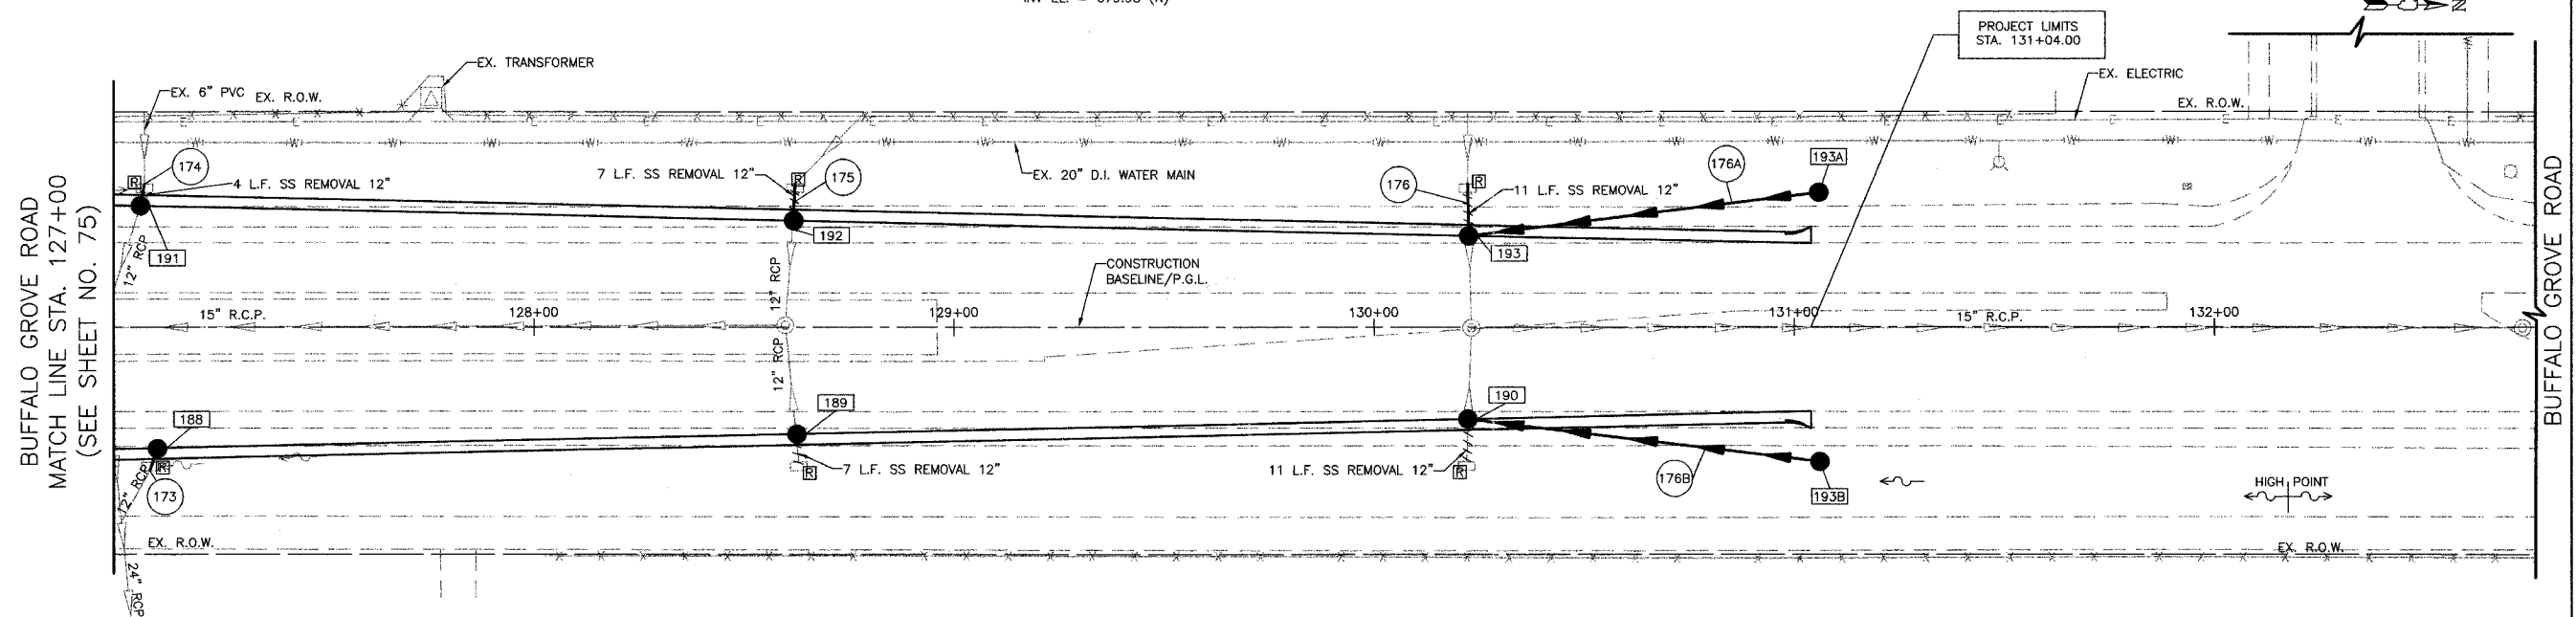 PROJECT LIMITS
STA. 131+04.00
N
EX. TRANSFORMER
EX. ELECTRIC
EX. 6" PVC
EX. R.O.W.
EX. R.O.W.
174
R
4 L.F. SS REMOVAL 12"
7 L.F. SS REMOVAL 12"
R
175
EX. 20" D.I. WATER MAIN
176
R
11 L.F. SS REMOVAL 12"
176A
193A
191
192
193
12" RCP
12" RCP
CONSTRUCTION
BASELINE/P.G.L.
15" R.C.P.
128+00
129+00
130+00
131+00
15" R.C.P.
132+00
12" RCP
BUFFALO GROVE ROAD
MATCH LINE STA. 127+00
(SEE SHEET NO. 75)
BUFFALO GROVE ROAD
188
189
190
R
173
12" RCP
7 L.F. SS REMOVAL 12"
R
11 L.F. SS REMOVAL 12"
R
176B
193B
HIGH POINT
EX. R.O.W.
EX. R.O.W.
24" RCP